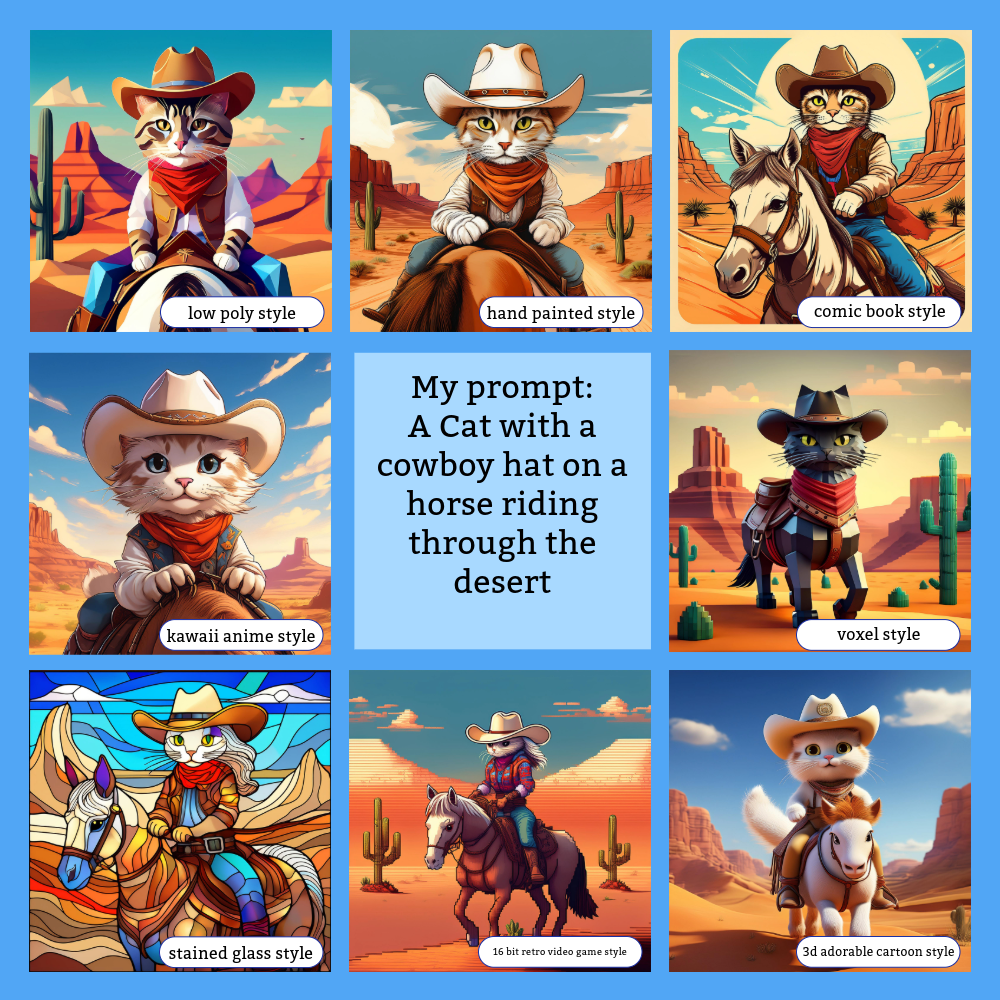 low poly style
hand painted style
comic book style
kawaii anime style
My prompt:
A Cat with a
cowboy hat on a
horse riding
through the
desert
voxel style
stained glass style
16 bit retro video game style
3d adorable cartoon style